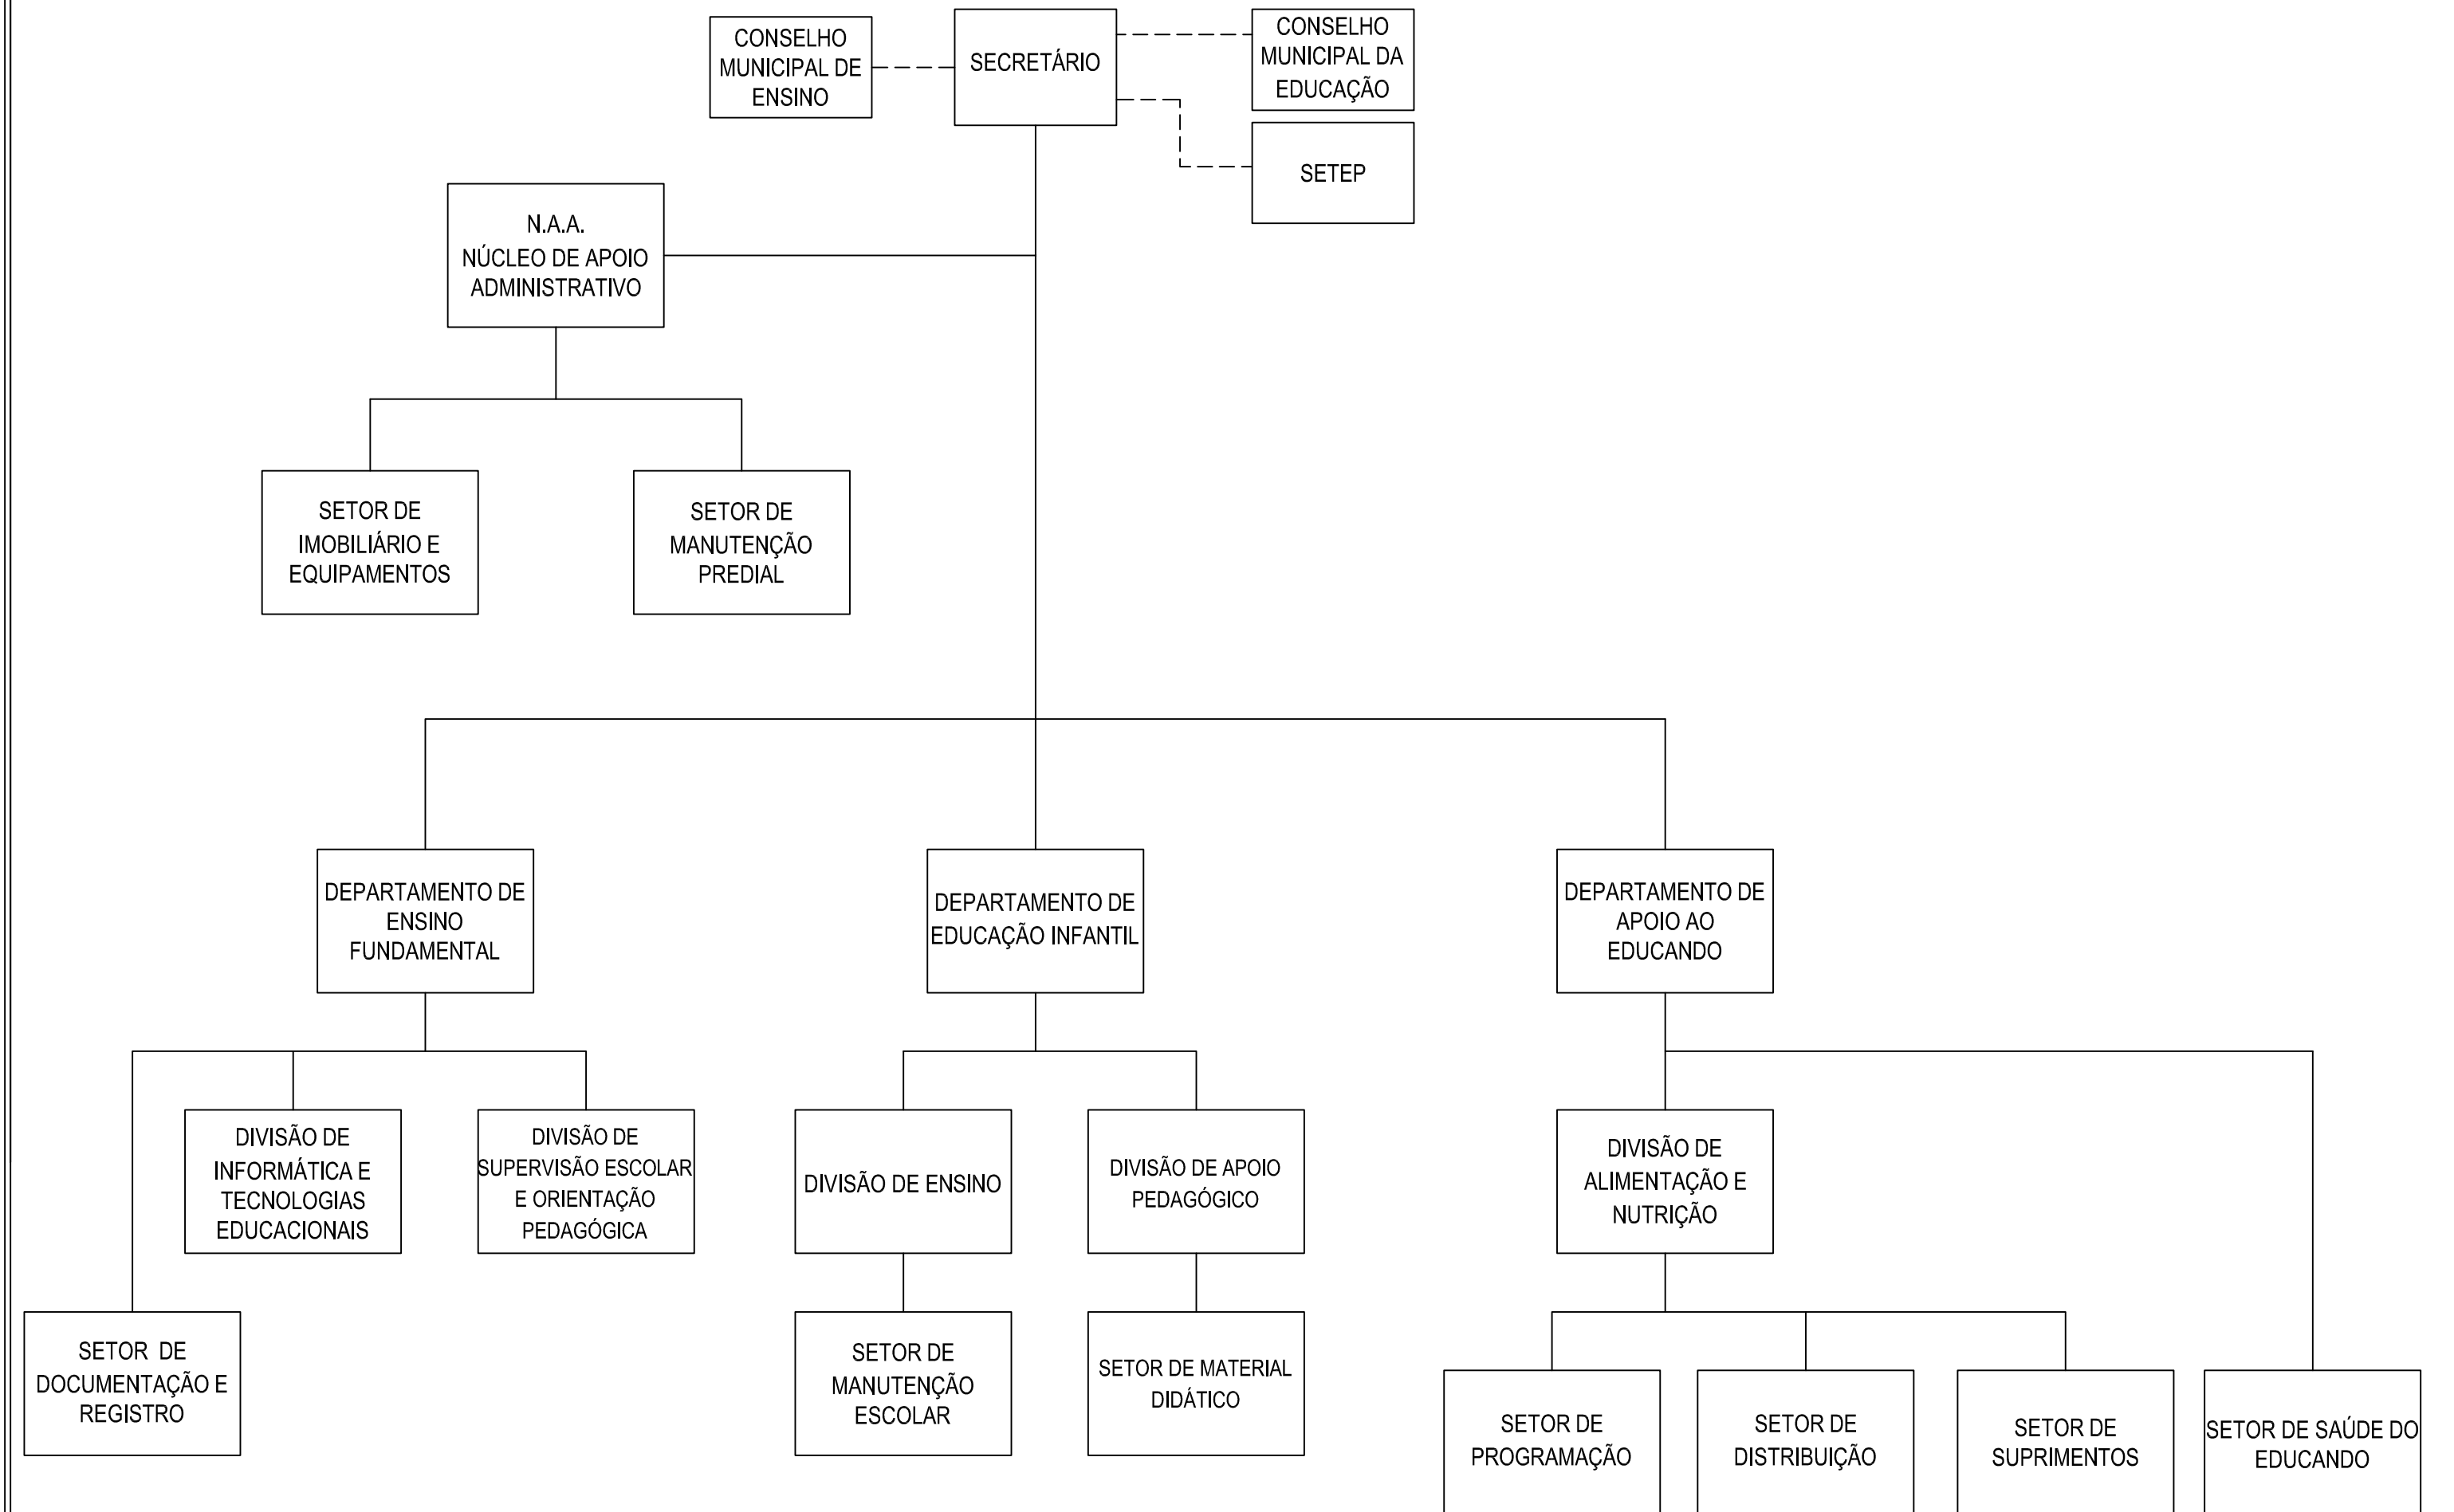 CONSELHO
MUNICIPAL DE
ENSINO
SECRETÁRIO
CONSELHO
MUNICIPAL DA
EDUCAÇÃO
SETEP
N.A.A.
NÚCLEO DE APOIO
ADMINISTRATIVO
SETOR DE
IMOBILIÁRIO E
EQUIPAMENTOS
SETOR DE
MANUTENÇÃO
PREDIAL
DEPARTAMENTO DE
ENSINO
FUNDAMENTAL
DEPARTAMENTO DE
EDUCAÇÃO INFANTIL
DEPARTAMENTO DE
APOIO AO
EDUCANDO
DIVISÃO DE
INFORMÁTICA E
TECNOLOGIAS
EDUCACIONAIS
DIVISÃO DE
SUPERVISÃO ESCOLAR
E ORIENTAÇÃO
PEDAGÓGICA
DIVISÃO DE ENSINO
DIVISÃO DE APOIO
PEDAGÓGICO
DIVISÃO DE
ALIMENTAÇÃO E
NUTRIÇÃO
SETOR DE
DOCUMENTAÇÃO E
REGISTRO
SETOR DE
MANUTENÇÃO
ESCOLAR
SETOR DE MATERIAL
DIDÁTICO
SETOR DE
PROGRAMAÇÃO
SETOR DE
DISTRIBUIÇÃO
SETOR DE
SUPRIMENTOS
SETOR DE SAÚDE DO
EDUCANDO